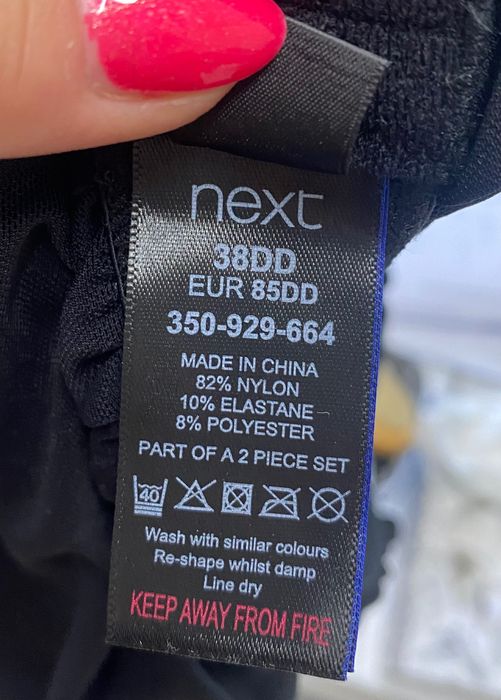 next
38DD
EUR 85DD
350-929-664
MADE IN CHINA
82% NYLON
10% ELASTANE
8% POLYESTER
PART OF A 2 PIECE SET
40
Wash with similar colours
Re-shape whilst damp
Line dry
KEEP AWAY FROM FIRE